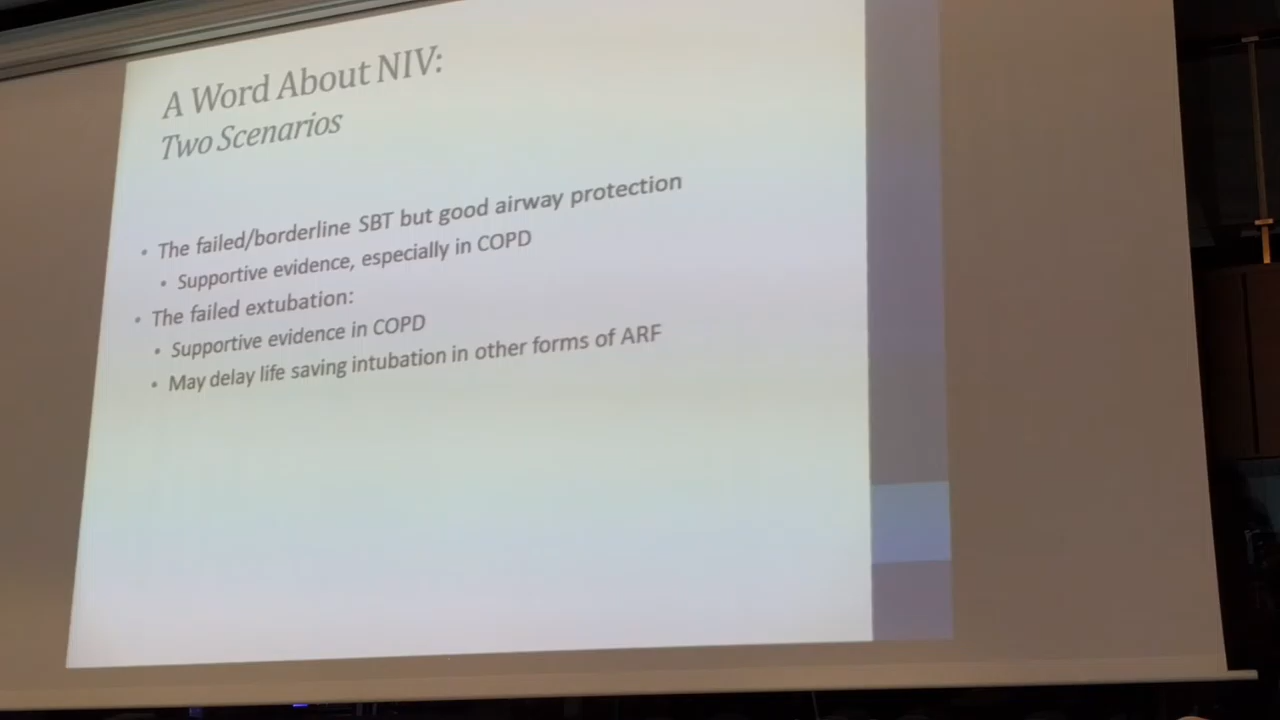 A Word About NIV:
Two Scenarios
• The failed/borderline SBT but good airway protection
• Supportive evidence, especially in COPD
• The failed extubation:
• Supportive evidence in COPD
• May delay life saving intubation in other forms of ARF